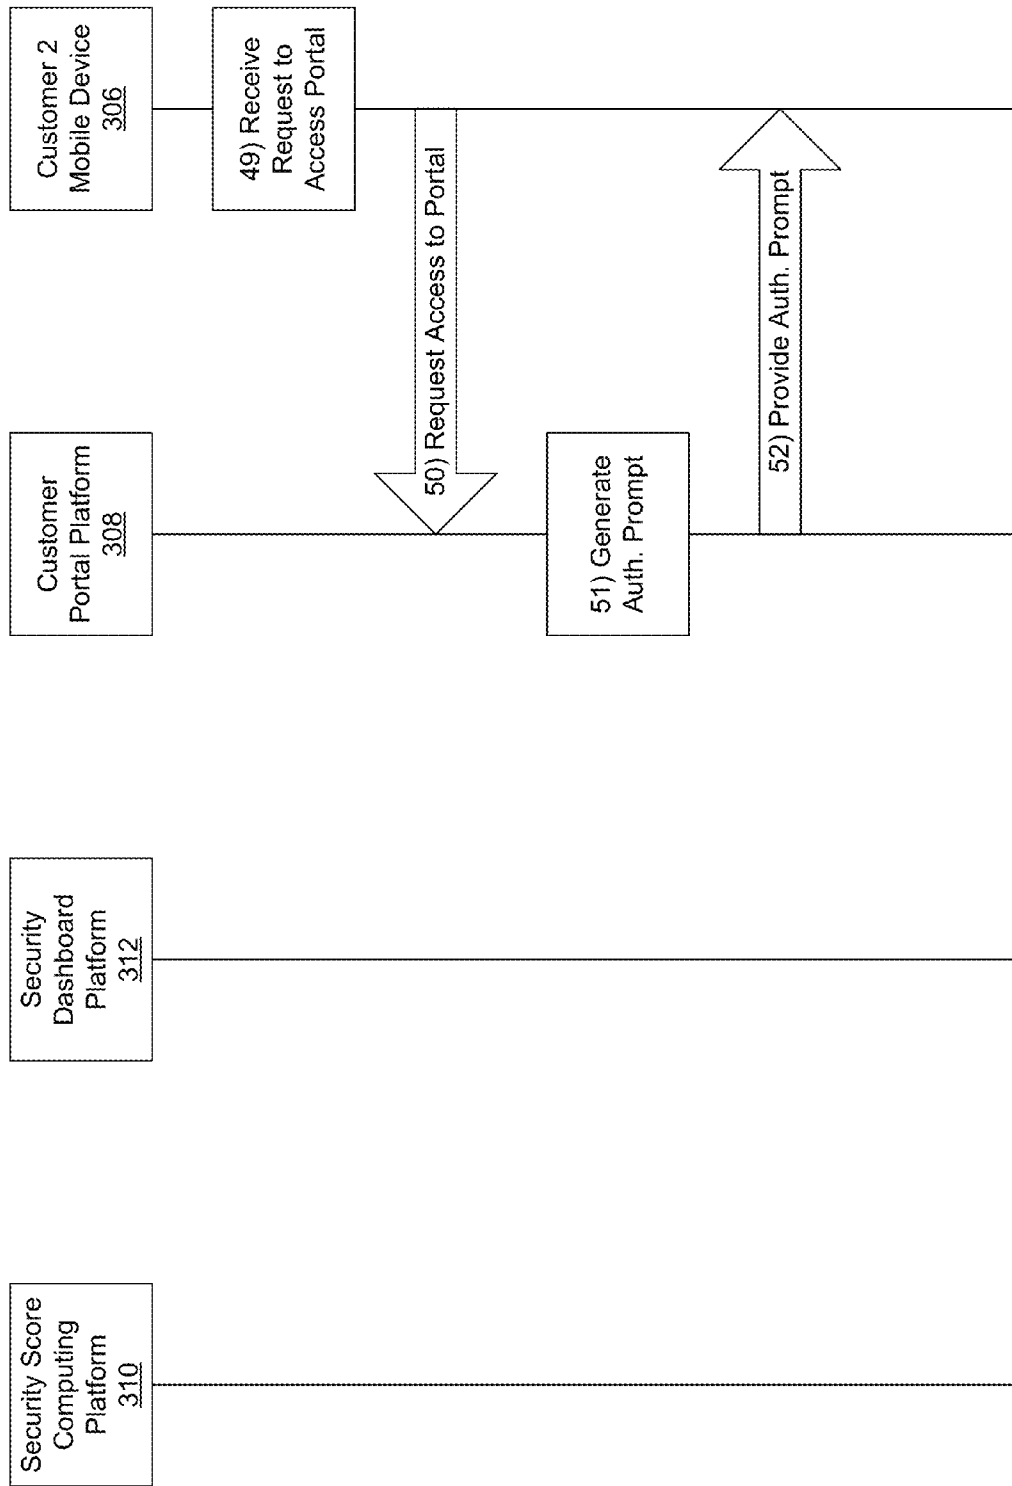 Security Score
Computing
Platform
310
Security
Dashboard
Platform
312
Customer
Portal Platform
308
Customer 2
Mobile Device
306
49) Receive
Request to
Access Portal
50) Request Access to Portal
51) Generate
Auth. Prompt
52) Provide Auth. Prompt